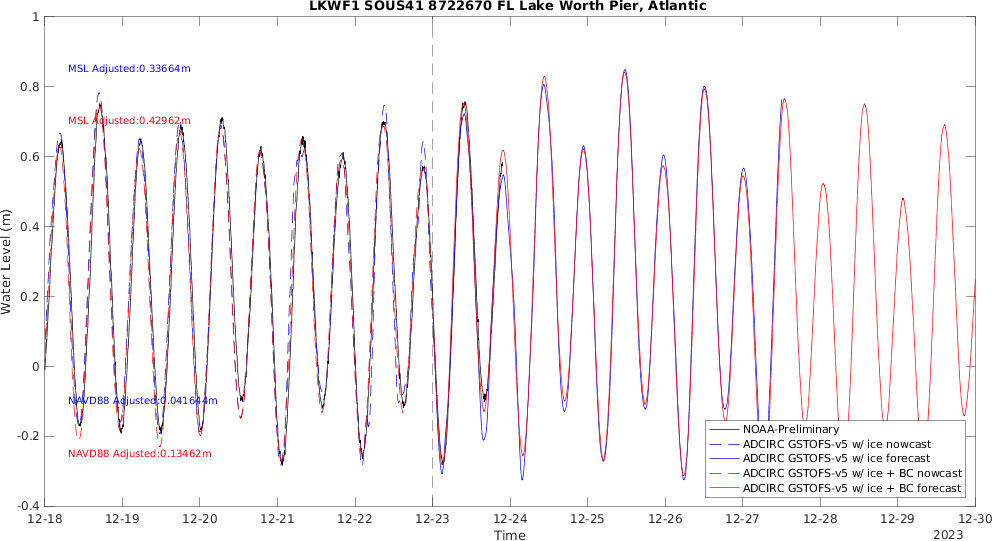 LKWF1 SOUS41 8722670 FL Lake Worth Pier, Atlantic
1
0.8
0.6
0.4
0.2
0
-0.2
-0.4
Water Level (m)
MSL Adjusted:0.33664m
MSL Adjusted:0.42962m
NAVD88 Adjusted:0.041644m
NAVD88 Adjusted:0.13462m
NOAA-Preliminary
ADCIRC GSTOFS-v5 w/ ice nowcast
ADCIRC GSTOFS-v5 w/ ice forecast
ADCIRC GSTOFS-v5 w/ ice + BC nowcast
ADCIRC GSTOFS-v5 w/ ice + BC forecast
12-18 12-19 12-20 12-21 12-22 12-23 12-24 12-25 12-26 12-27 12-28 12-29 12-30
Time
2023